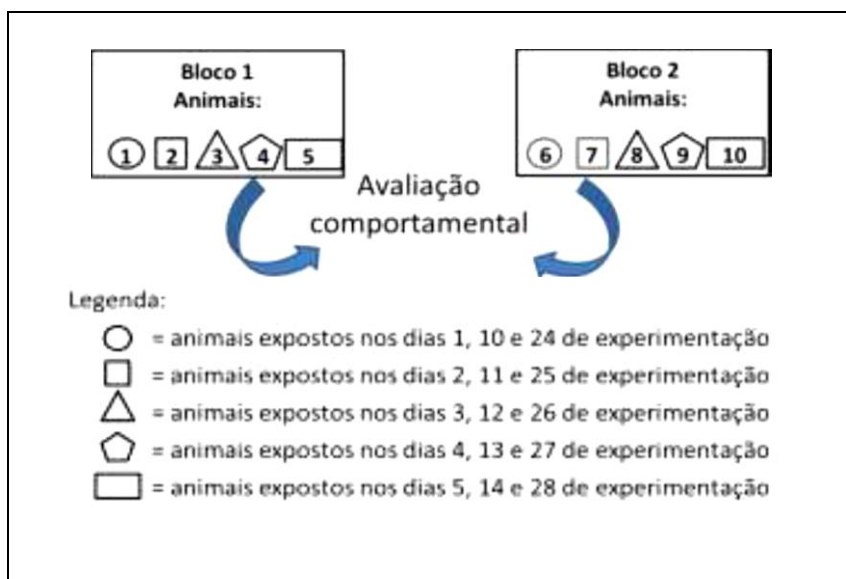 Bloco 1
Animais:
1 2 3 4 5
Bloco 2
Animais:
6 7 8 9 10
Avaliação
comportamental
Legenda:
= animais expostos nos dias 1, 10 e 24 de experimentação
= animais expostos nos dias 2, 11 e 25 de experimentação
= animais expostos nos dias 3, 12 e 26 de experimentação
= animais expostos nos dias 4, 13 e 27 de experimentação
= animais expostos nos dias 5, 14 e 28 de experimentação